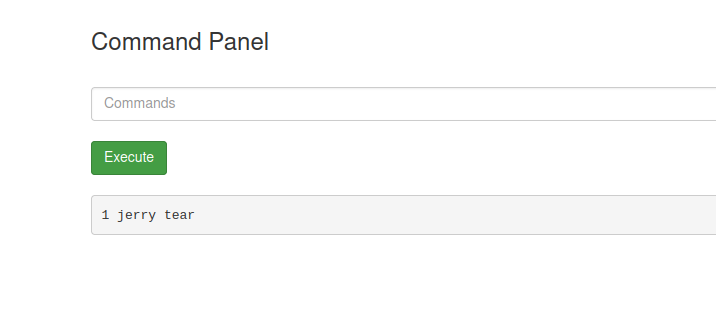 Command Panel
Commands
Execute
1 jerry tear